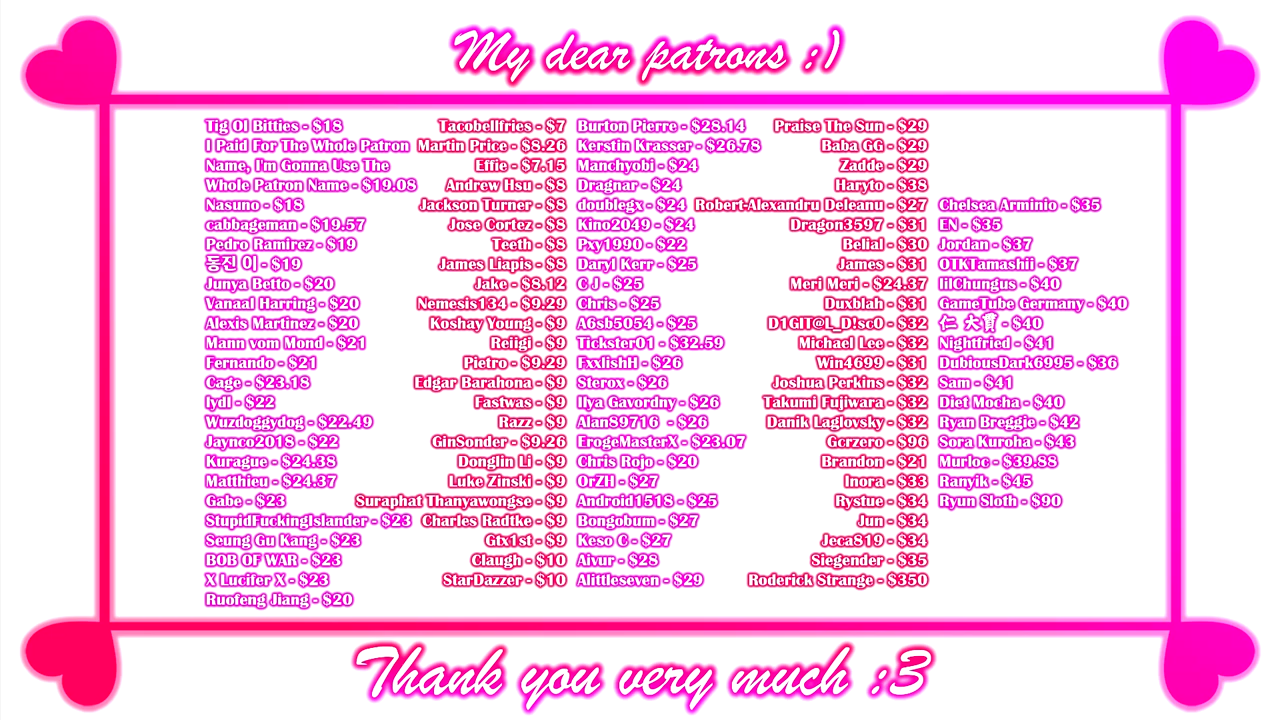 My dear patrons :)
Tig Ol Bitties - $18
I Paid For The Whole Patron
Name, I'm Gonna Use The
Whole Patron Name - $19.08
Nasuno - $18
cabbageman - $19.57
Pedro Ramirez - $19
동진 이 - $19
Junya Betto - $20
Vanaal Harring - $20
Alexis Martinez - $20
Mann vom Mond - $21
Fernando - $21
Cage - $23.18
lydl - $22
Wuzdoggydog - $22.49
Jaynco2018 - $22
Kurague - $24.38
Matthieu - $24.37
Gabe - $23
StupidFuckingIslander - $23
Seung Gu Kang - $23
BOB OF WAR - $23
X Lucifer X - $23
Ruofeng Jiang - $20
Tacobellfries - $7
Martin Price - $8.26
Effie - $7.15
Andrew Hsu - $8
Jackson Turner - $8
Jose Cortez - $8
Teeth - $8
James Liapis - $8
Jake - $8.12
Nemesis134 - $9.29
Koshay Young - $9
Reiigi - $9
Pietro - $9.29
Edgar Barahona - $9
Fastwas - $9
Razz - $9
GinSonder - $9.26
Donglin Li - $9
Luke Zinski - $9
Suraphat Thanyawongse - $9
Charles Radtke - $9
Gtx1st - $9
Claugh - $10
StarDazzer - $10
Burton Pierre - $28.14
Kerstin Krasser - $26.78
Manchyobi - $24
Dragnar - $24
doublegx - $24
Kino2049 - $24
Pxy1990 - $22
Daryl Kerr - $25
C J - $25
Chris - $25
A6sb5054 - $25
Tickster01 - $32.59
ExxlishH - $26
Sterox - $26
Ilya Gavordny - $26
Alan89716  - $26
ErogeMasterX - $23.07
Chris Rojo - $20
OrZH - $27
Android1518 - $25
Bongobum - $27
Keso C - $27
Aivur - $28
Alittleseven - $29
Praise The Sun - $29
Baba GG - $29
Zadde - $29
Haryto - $38
Robert-Alexandru Deleanu - $27
Dragon3597 - $31
Belial - $30
James - $31
Meri Meri - $24.37
Duxblah - $31
D1GIT@L_D!sc0 - $32
Michael Lee - $32
Win4699 - $31
Joshua Perkins - $32
Takumi Fujiwara - $32
Danik Laglovsky - $32
Gcrzero - $96
Brandon - $21
Inora - $33
Rystue - $34
Jun - $34
Jeca819 - $34
Siegender - $35
Roderick Strange - $350
Chelsea Arminio - $35
EN - $35
Jordan - $37
OTKTamashii - $37
lilChungus - $40
GameTube Germany - $40
仁 大賈 - $40
Nightfried - $41
DubiousDark6995 - $36
Sam - $41
Diet Mocha - $40
Ryan Breggie - $42
Sora Kuroha - $43
Murloc - $39.88
Ranyik - $45
Ryun Sloth - $90
Thank you very much :3